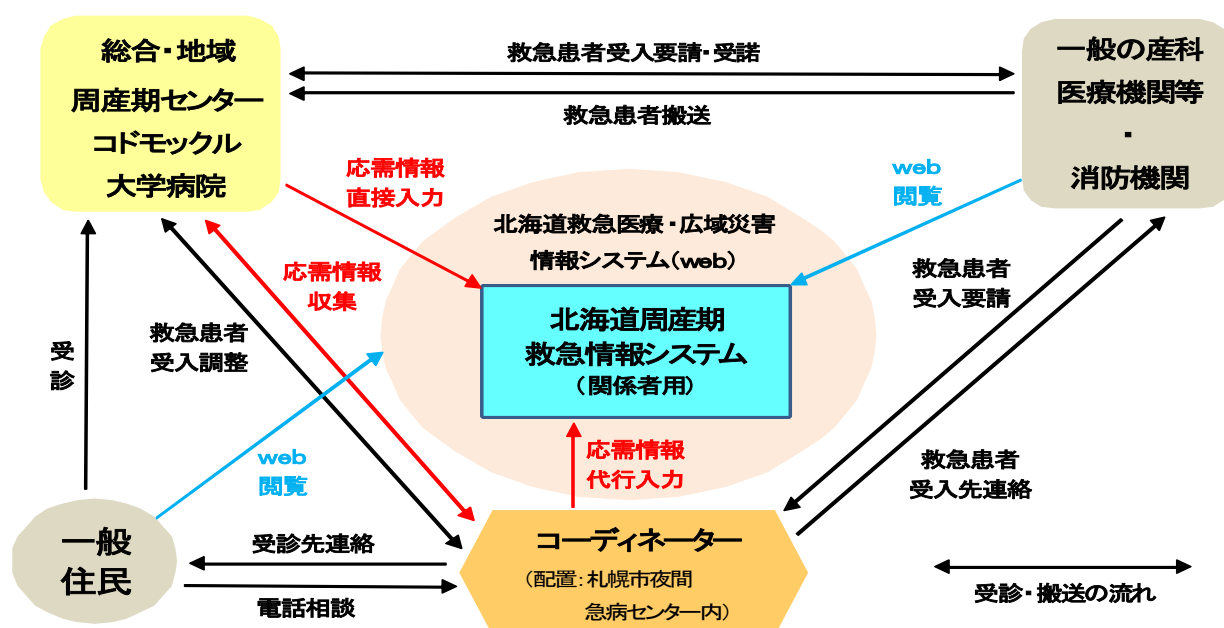 総合・地域
周産期センター
コドモックル
大学病院
救急患者受入要請・受諾
救急患者搬送
一般の産科
医療機関等
・
消防機関
応需情報
直接入力
web
閲覧
北海道救急医療・広域災害
情報システム(web)
北海道周産期
救急情報システム
(関係者用)
応需情報
収集
救急患者
受入調整
受
診
救急患者
受入要請
web
閲覧
応需情報
代行入力
救急患者
受入先連絡
一般
住民
受診先連絡
電話相談
コーディネーター
(配置:札幌市夜間
急病センター内)
受診・搬送の流れ